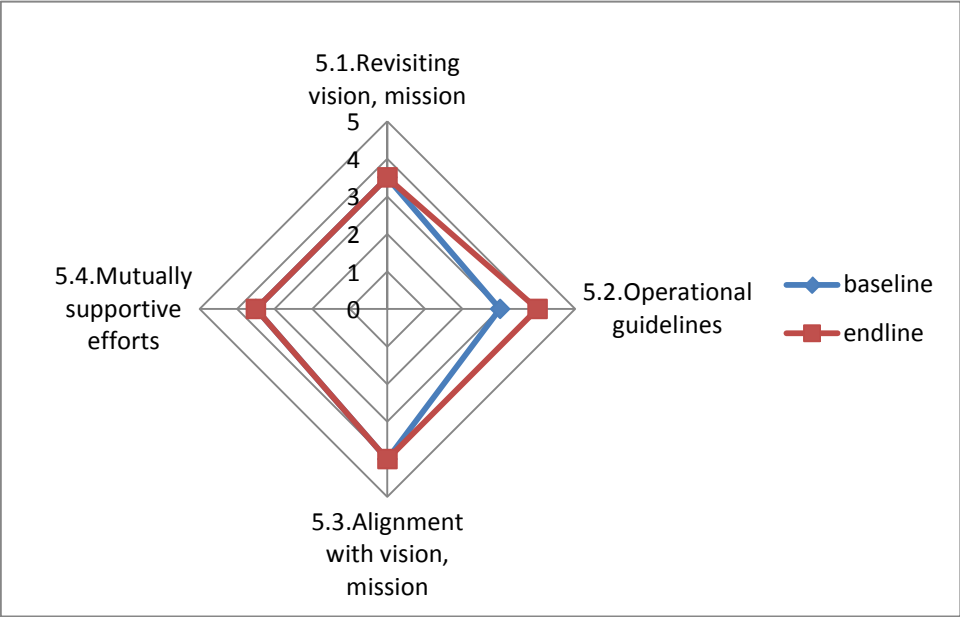 5.1.Revisiting
vision, mission
5
4
3
2
1
0
5.2.Operational
guidelines
5.3.Alignment
with vision,
mission
5.4.Mutually
supportive
efforts
baseline
endline